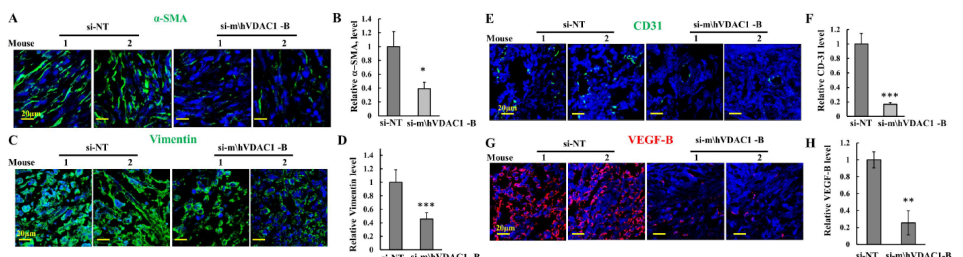 A α-SMA
si-NT si-m\hVDAC1 -B
Mouse 1 2 1 2
20μm
B
Relative α-SMA, level
1.4
1.2
1
0.8
0.6
0.4
0.2
0
*
si-NT si-m\hVDAC1 -B
C Vimentin
si-NT si-m\hVDAC1 -B
Mouse 1 2 1 2
20μm
D
Relative Vimentin level
1.4
1.2
1
0.8
0.6
0.4
0.2
0
***
si-NT si-m\hVDAC1 -B
E CD31
si-NT si-m\hVDAC1 -B
Mouse 1 2 1 2
20μm
F
Relative CD-31 level
1.2
1
0.8
0.6
0.4
0.2
0
***
si-NT si-m\hVDAC1 -B
G VEGF-B
si-NT si-m\hVDAC1 -B
Mouse 1 2 1 2
20μm
H
Relative VEGF-B level
1.2
1
0.8
0.6
0.4
0.2
0
**
si-NT si-m\hVDAC1-B